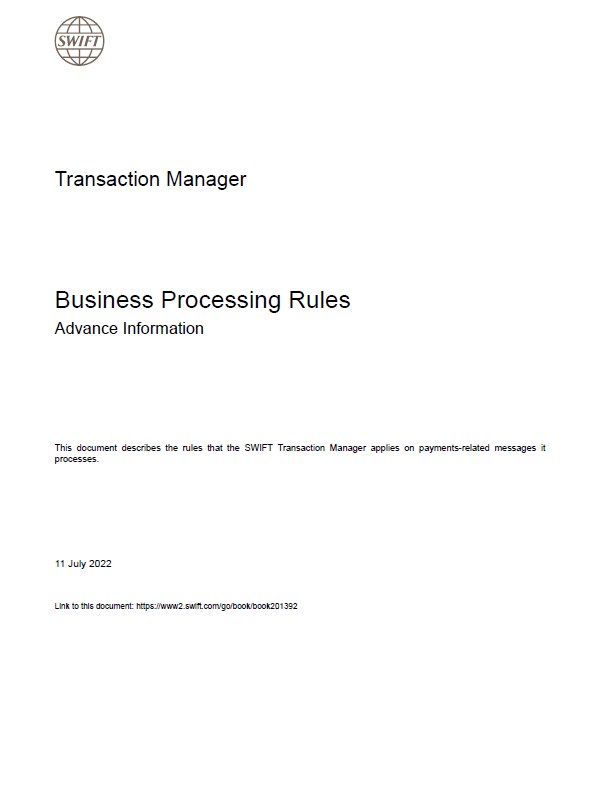 SWIFT
Transaction Manager
Business Processing Rules
Advance Information
This document describes the rules that the SWIFT Transaction Manager applies on payments-related messages it
processes.
11 July 2022
Link to this document: https://www2.swift.com/go/book/book201392